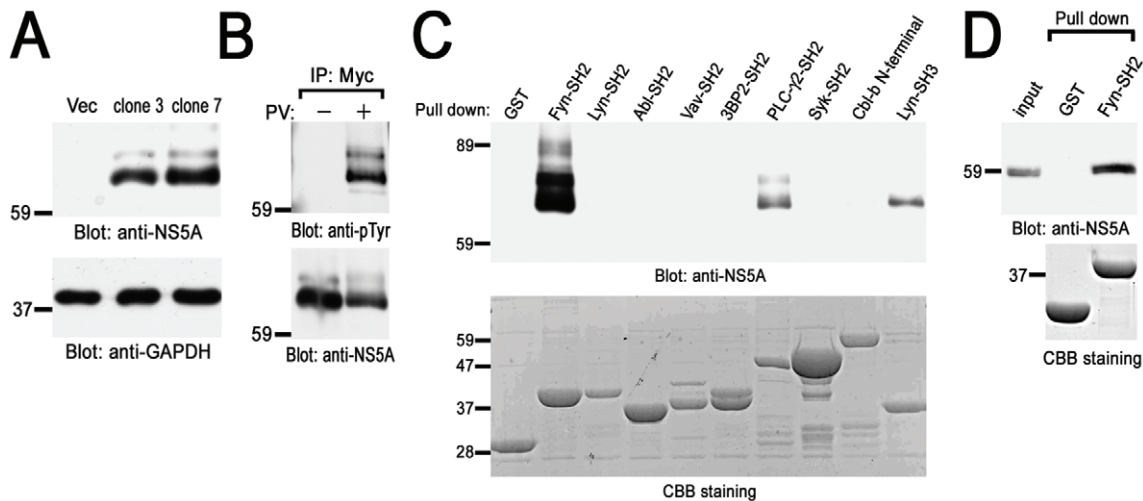 A
Vec clone 3 clone 7
59
Blot: anti-NS5A
37
Blot: anti-GAPDH
B
IP: Myc
PV: – +
59
Blot: anti-pTyr
59
Blot: anti-NS5A
C
Pull down: GST Fyn-SH2 Lyn-SH2 Abl-SH2 Vav-SH2 3BP2-SH2 PLC-γ2-SH2 Syk-SH2 Cbl-b N-terminal Lyn-SH3
89
59
Blot: anti-NS5A
59
47
37
28
CBB staining
D
Pull down
input GST Fyn-SH2
59
Blot: anti-NS5A
37
CBB staining